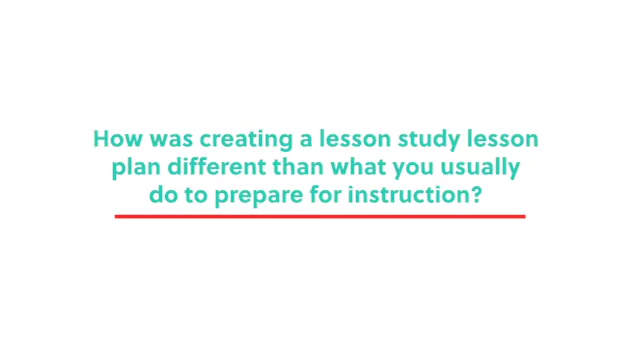 How was creating a lesson study lesson
plan different than what you usually
do to prepare for instruction?